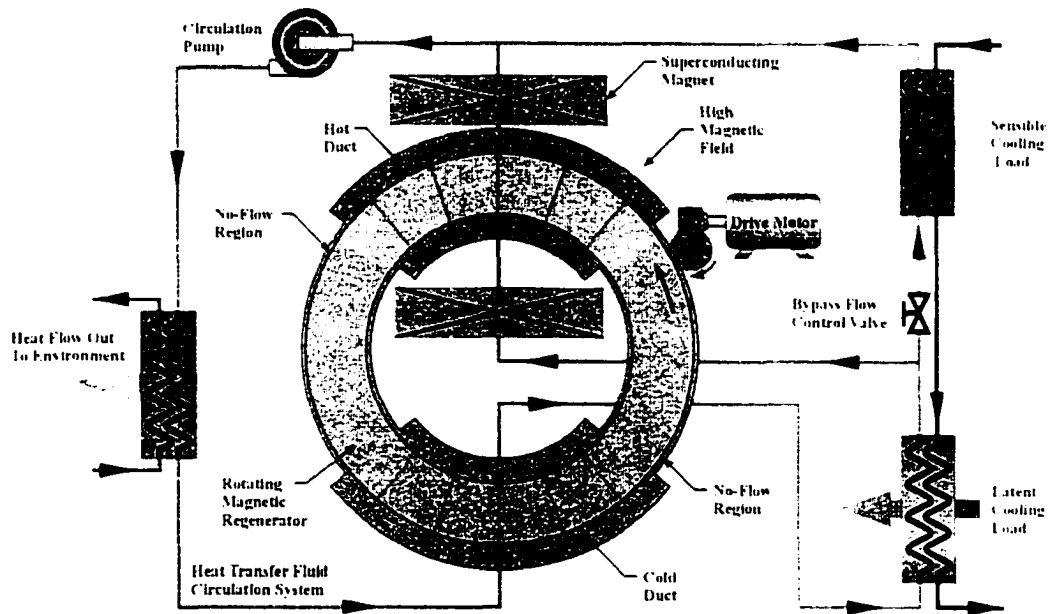 Circulation
Pump
Superconducting
Magnet
Hot
Duct
High
Magnetic
Field
Sensible
Cooling
Load
No-Flow
Region
Drive Motor
Bypass Flow
Control Valve
Heat Flow Out
To Environment
Rotating
Magnetic
Regenerator
No-Flow
Region
Latent
Cooling
Load
Heat Transfer Fluid
Circulation System
Cold
Duct